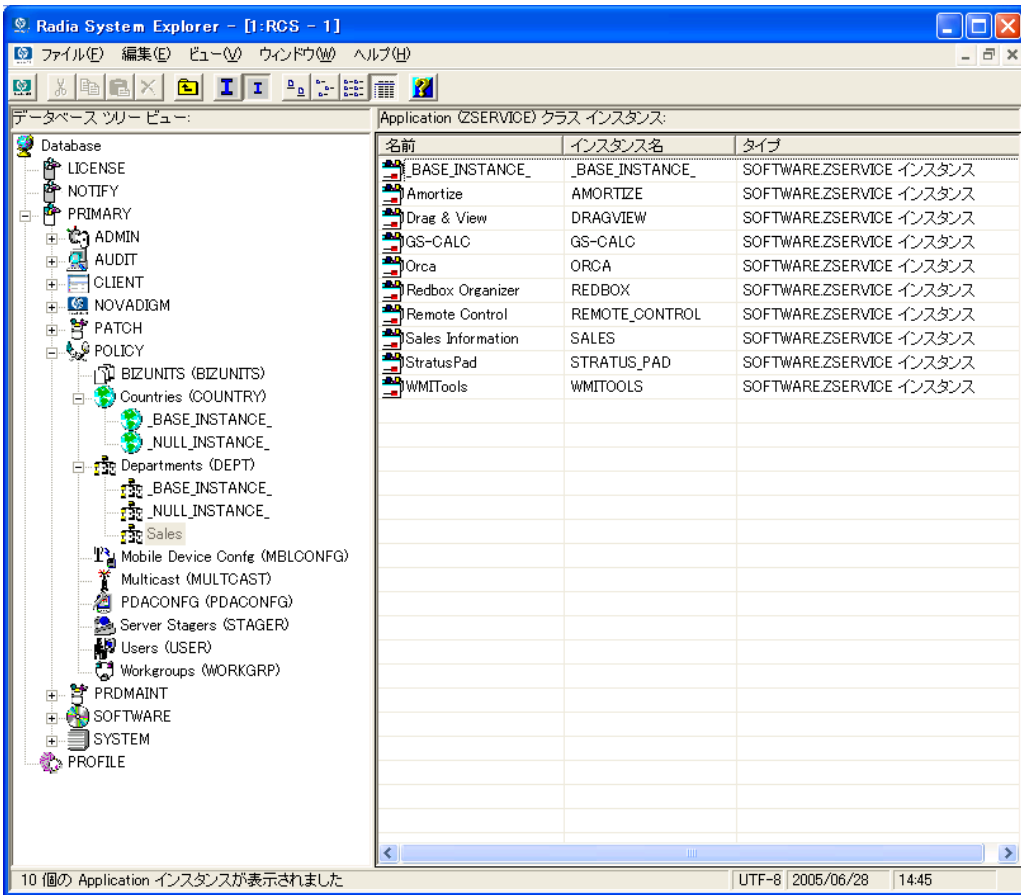 Radia System Explorer - [1:RCS - 1]
ファイル(F) 編集(E) ビュー(V) ウィンドウ(W) ヘルプ(H)
データベース ツリー ビュー:
Database
LICENSE
NOTIFY
PRIMARY
ADMIN
AUDIT
CLIENT
NOVADIGM
PATCH
POLICY
BIZUNITS (BIZUNITS)
Countries (COUNTRY)
_BASE_INSTANCE_
_NULL_INSTANCE_
Departments (DEPT)
_BASE_INSTANCE_
_NULL_INSTANCE_
Sales
Mobile Device Confg (MBLCONFG)
Multicast (MULTCAST)
PDACONFG (PDACONFG)
Server Stagers (STAGER)
Users (USER)
Workgroups (WORKGRP)
PRDMAINT
SOFTWARE
SYSTEM
PROFILE
Application (ZSERVICE) クラス インスタンス:
名前 インスタンス名 タイプ
_BASE_INSTANCE_ _BASE_INSTANCE_ SOFTWARE.ZSERVICE インスタンス
Amortize AMORTIZE SOFTWARE.ZSERVICE インスタンス
Drag & View DRAGVIEW SOFTWARE.ZSERVICE インスタンス
GS-CALC GS-CALC SOFTWARE.ZSERVICE インスタンス
Orca ORCA SOFTWARE.ZSERVICE インスタンス
Redbox Organizer REDBOX SOFTWARE.ZSERVICE インスタンス
Remote Control REMOTE_CONTROL SOFTWARE.ZSERVICE インスタンス
Sales Information SALES SOFTWARE.ZSERVICE インスタンス
StratusPad STRATUS_PAD SOFTWARE.ZSERVICE インスタンス
WMITools WMITOOLS SOFTWARE.ZSERVICE インスタンス
10 個の Application インスタンスが表示されました UTF-8 2005/06/28 14:45